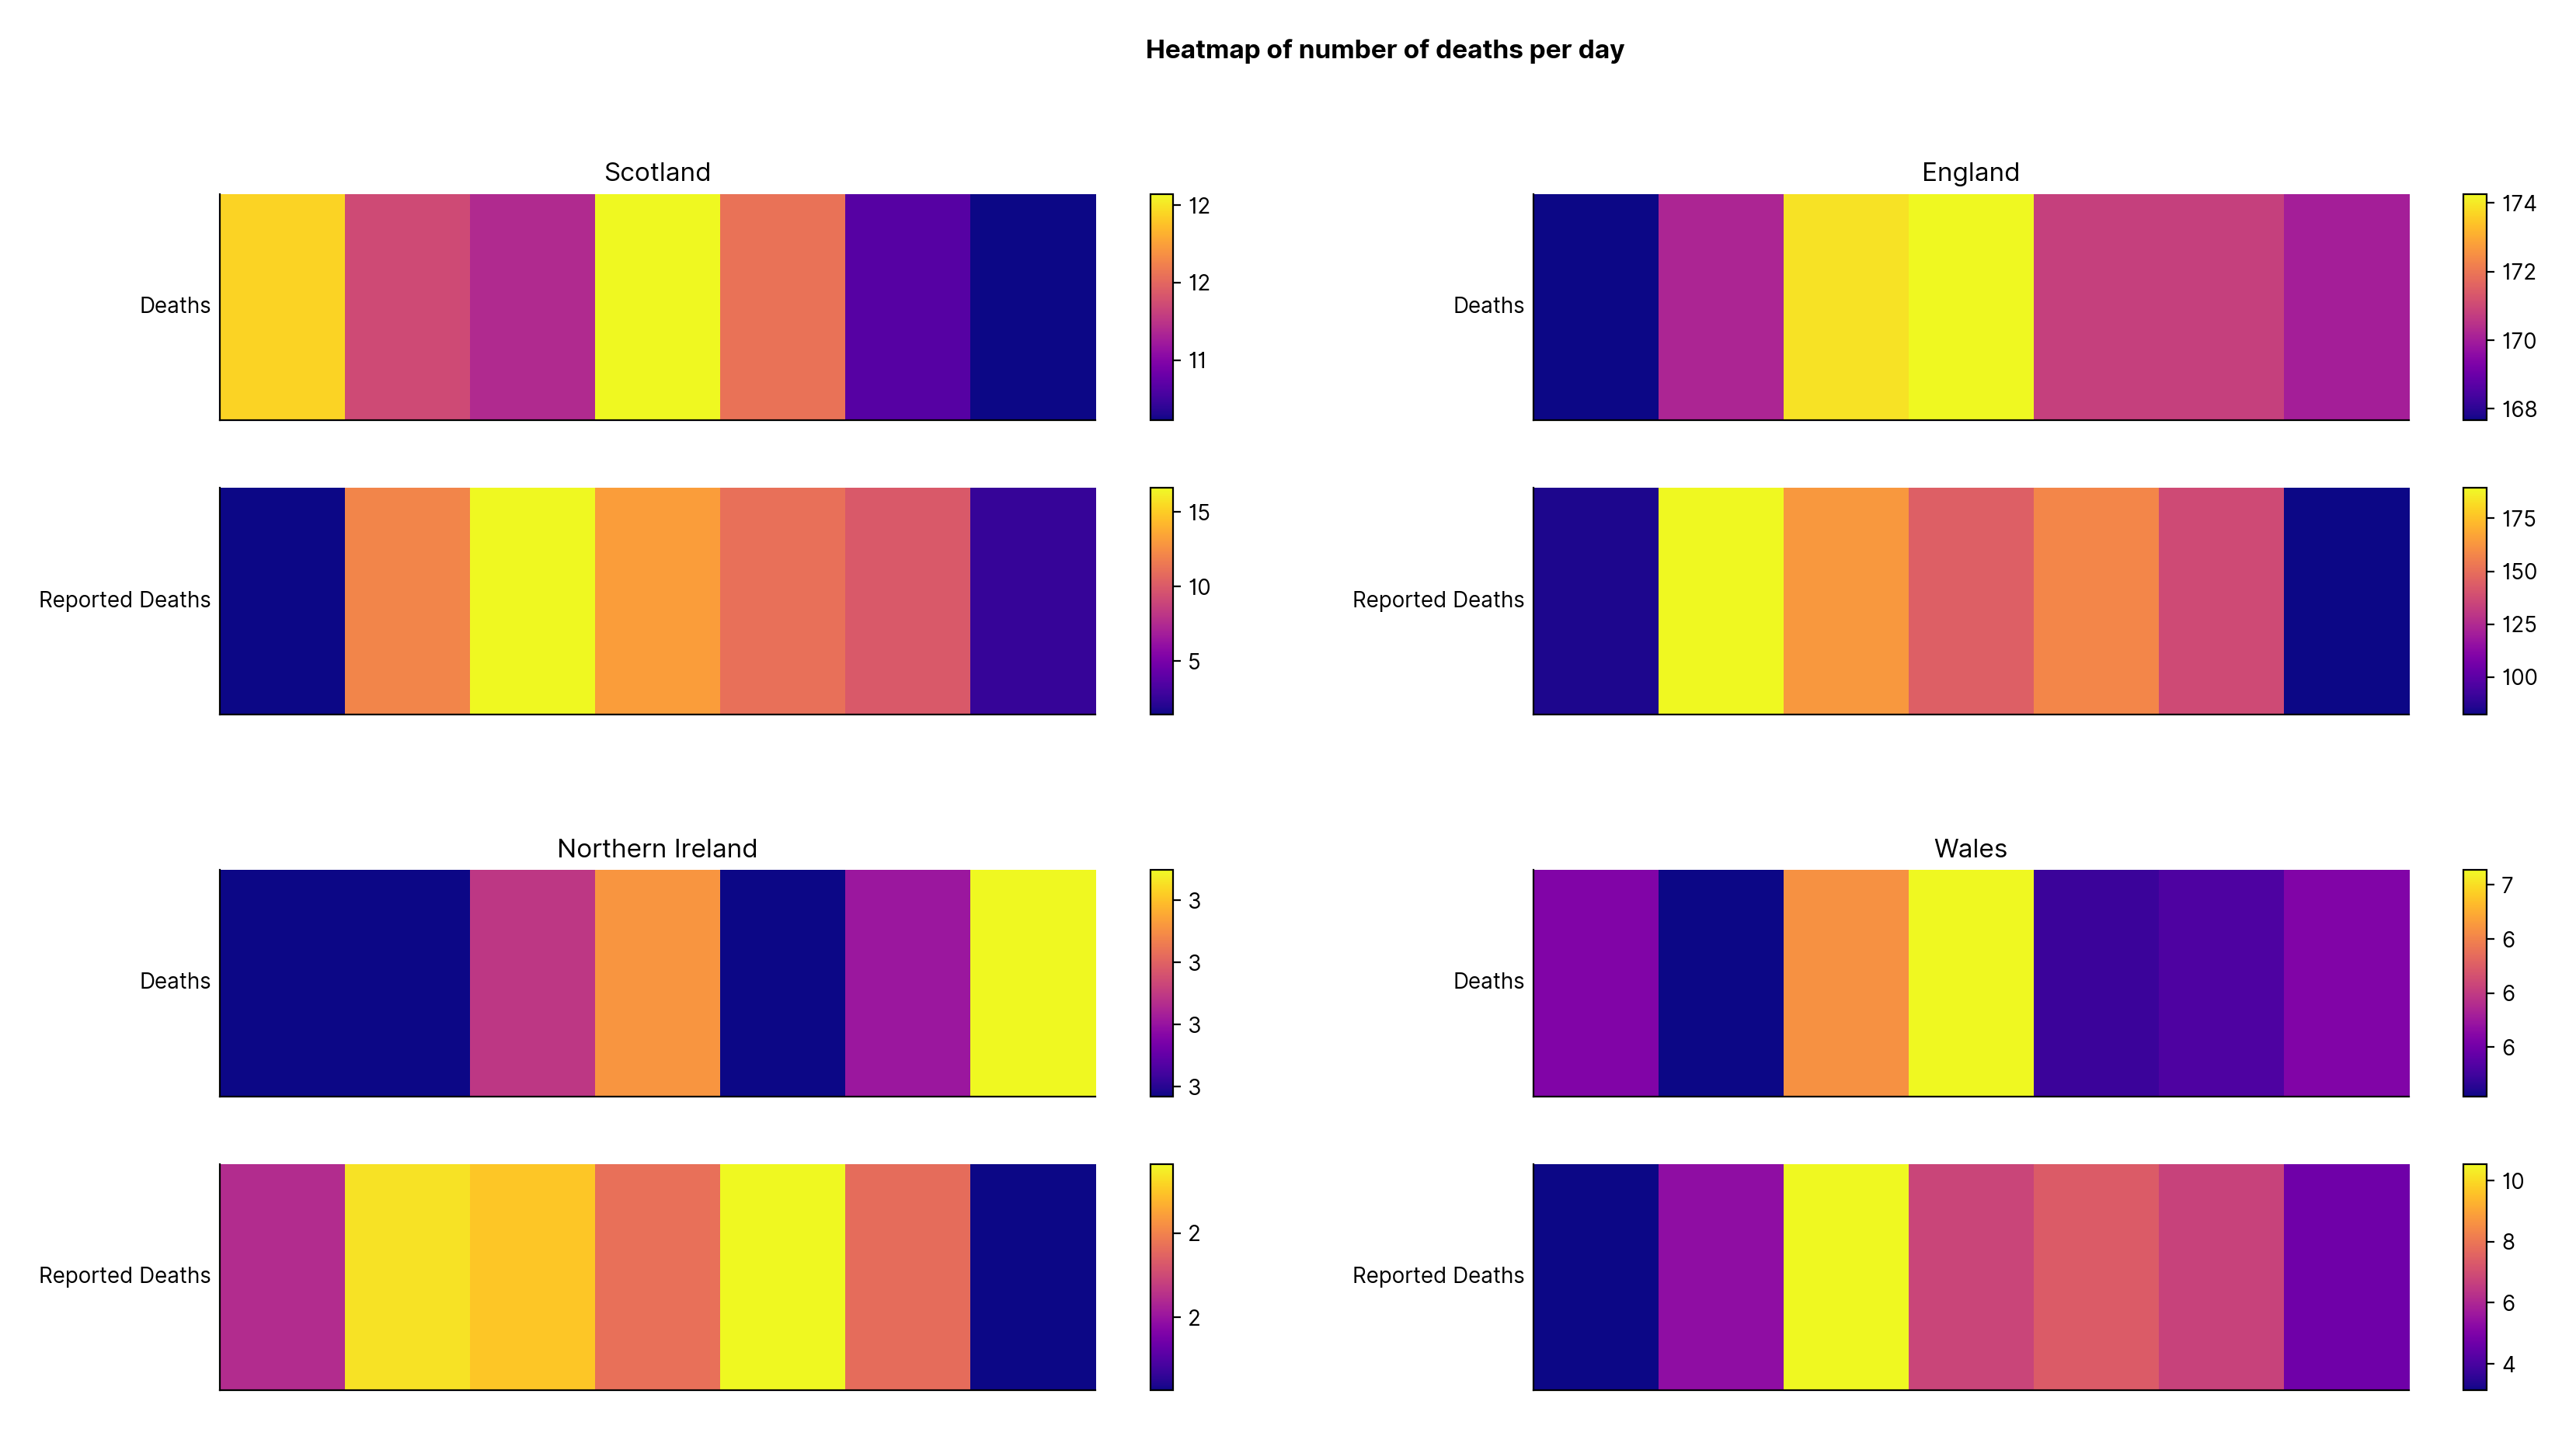 Heatmap of number of deaths per day
Scotland
Deaths
12
12
11
Reported Deaths
15
10
5
England
Deaths
174
172
170
168
Reported Deaths
175
150
125
100
Northern Ireland
Deaths
3
3
3
3
Reported Deaths
2
2
Wales
Deaths
7
6
6
6
Reported Deaths
10
8
6
4